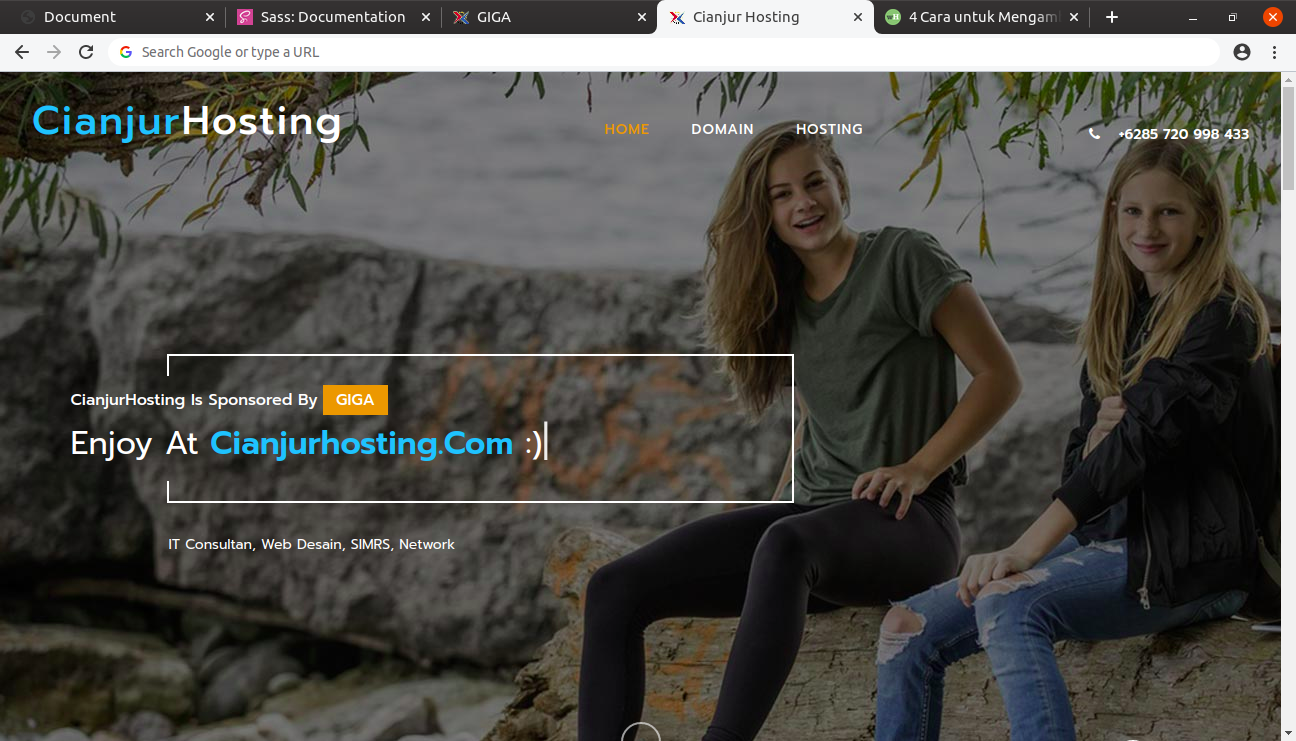 Document
Sass: Documentation
GIGA
Cianjur Hosting
4 Cara untuk Mengam
Search Google or type a URL
CianjurHosting
HOME
DOMAIN
HOSTING
+6285 720 998 433
CianjurHosting Is Sponsored By GIGA
Enjoy At Cianjurhosting.Com :)
IT Consultan, Web Desain, SIMRS, Network